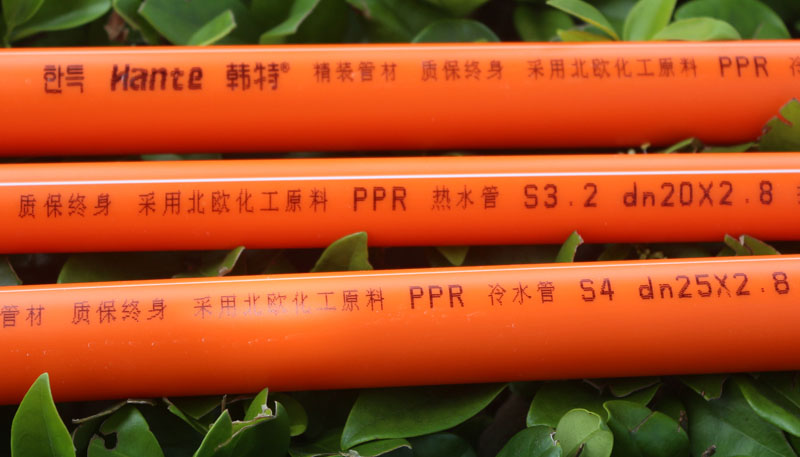 한특 Hante 韩特® 精装管材 质保终身 采用北欧化工原料 PPR 冷
质保终身 采用北欧化工原料 PPR 热水管 S3.2 dn20X2.8
管材 质保终身 采用北欧化工原料 PPR 冷水管 S4 dn25X2.8